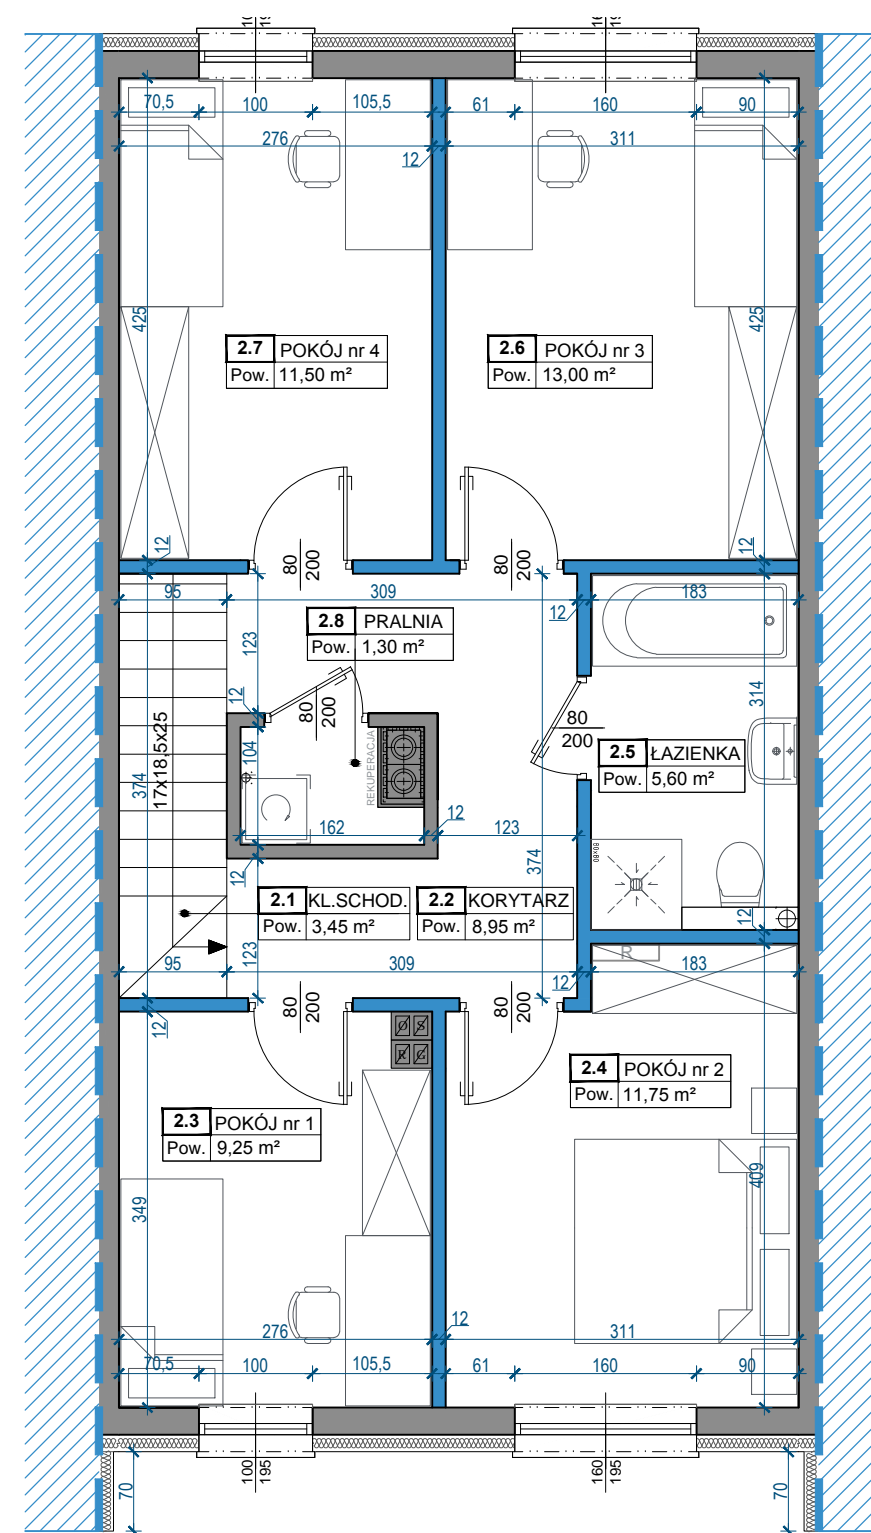 70,5 100 105,5 61 160 90
276 12 311
425 425
2.7 POKÓJ nr 4
Pow. 11,50 m²
2.6 POKÓJ nr 3
Pow. 13,00 m²
12 80 200 80 200 12
95 309 12 183
2.8 PRALNIA
Pow. 1,30 m²
123
12 80 200
314
80 200
374 17x18,5x25
104 REKUPERACJA
2.5 ŁAZIENKA
Pow. 5,60 m²
162 12 123
374
80x80
12
2.1 KL.SCHOD.
Pow. 3,45 m²
2.2 KORYTARZ
Pow. 8,95 m²
12
123
95 309 12 183
R
12 80 200 80 200
O S
R G
2.4 POKÓJ nr 2
Pow. 11,75 m²
2.3 POKÓJ nr 1
Pow. 9,25 m²
349 409
276 12 311
70,5 100 105,5 61 160 90
100 195 160 195
70 70